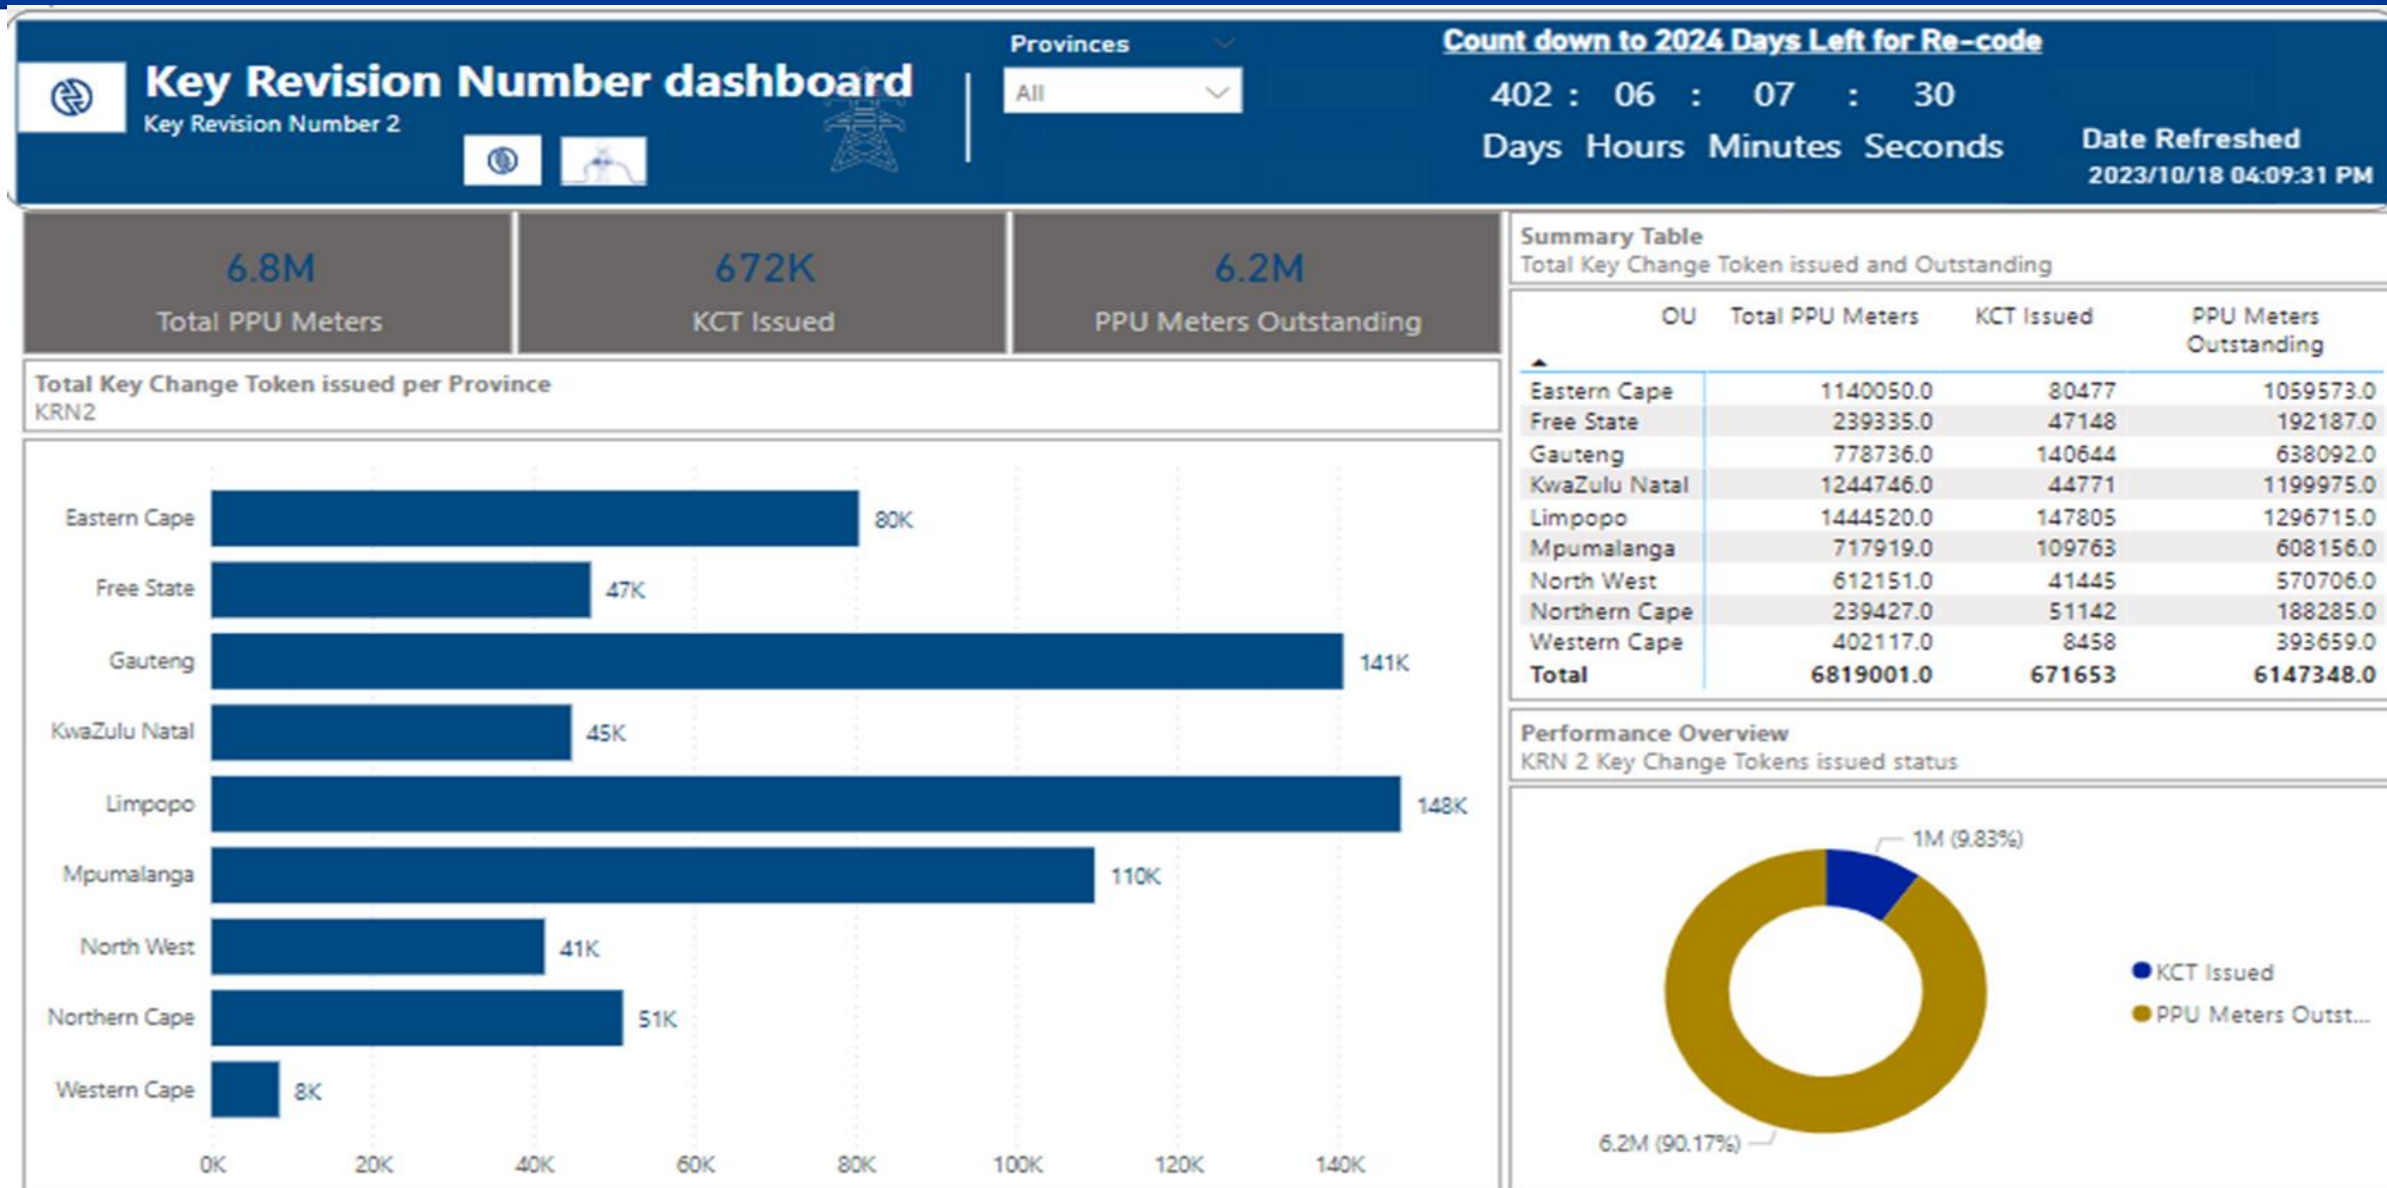 Key Revision Number dashboard
Key Revision Number 2
Provinces
All
Count down to 2024 Days Left for Re-code
402 : 06 : 07 : 30
Days Hours Minutes Seconds
Date Refreshed
2023/10/18 04:09:31 PM
6.8M
Total PPU Meters
672K
KCT Issued
6.2M
PPU Meters Outstanding
Total Key Change Token issued per Province
KRN2
Eastern Cape 80K
Free State 47K
Gauteng 141K
KwaZulu Natal 45K
Limpopo 148K
Mpumalanga 110K
North West 41K
Northern Cape 51K
Western Cape 8K
0K 20K 40K 60K 80K 100K 120K 140K
Summary Table
Total Key Change Token issued and Outstanding
OU Total PPU Meters KCT Issued PPU Meters
Outstanding
Eastern Cape 1140050.0 80477 1059573.0
Free State 239335.0 47148 192187.0
Gauteng 778736.0 140644 638092.0
KwaZulu Natal 1244746.0 44771 1199975.0
Limpopo 1444520.0 147805 1296715.0
Mpumalanga 717919.0 109763 608156.0
North West 612151.0 41445 570706.0
Northern Cape 239427.0 51142 188285.0
Western Cape 402117.0 8458 393659.0
Total 6819001.0 671653 6147348.0
Performance Overview
KRN 2 Key Change Tokens issued status
1M (9.83%)
KCT Issued
PPU Meters Outst...
6.2M (90.17%)